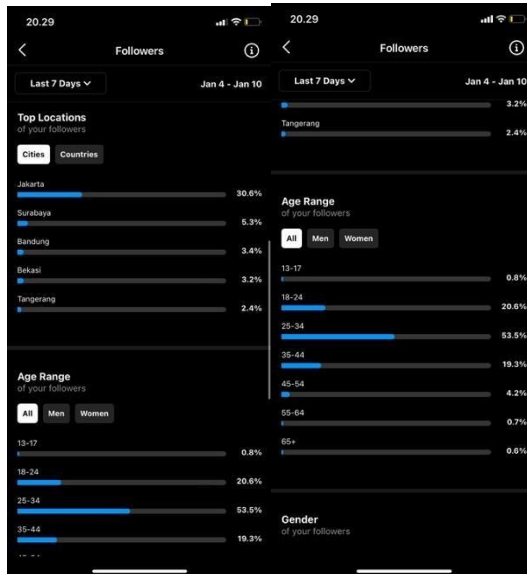 20.29
Followers
Last 7 Days
Jan 4 - Jan 10
Top Locations
of your followers
Cities Countries
Jakarta
30.6%
Surabaya
5.3%
Bandung
3.4%
Bekasi
3.2%
Tangerang
2.4%
Age Range
of your followers
All Men Women
13-17
0.8%
18-24
20.6%
25-34
53.5%
35-44
19.3%
20.29
Followers
Last 7 Days
Jan 4 - Jan 10
3.2%
Tangerang
2.4%
Age Range
of your followers
All Men Women
13-17
0.8%
18-24
20.6%
25-34
53.5%
35-44
19.3%
45-54
4.2%
55-64
0.7%
65+
0.6%
Gender
of your followers